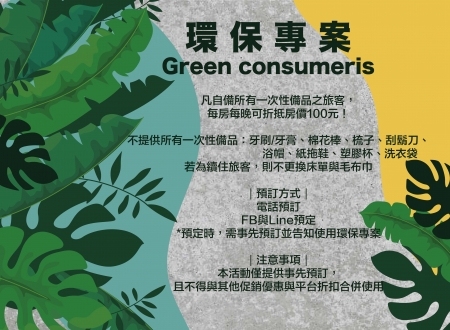 環保專案
Green consumeris
凡自備所有一次性備品之旅客，
每房每晚可折抵房價100元！
不提供所有一次性備品：牙刷/牙膏、棉花棒、梳子、刮鬍刀、
浴帽、紙拖鞋、塑膠杯、洗衣袋
若為續住旅客，則不更換床單與毛布巾
｜預訂方式｜
電話預訂
FB與Line預定
*預定時，需事先預訂並告知使用環保專案
｜注意事項｜
本活動僅提供事先預訂，
且不得與其他促銷優惠與平台折扣合併使用